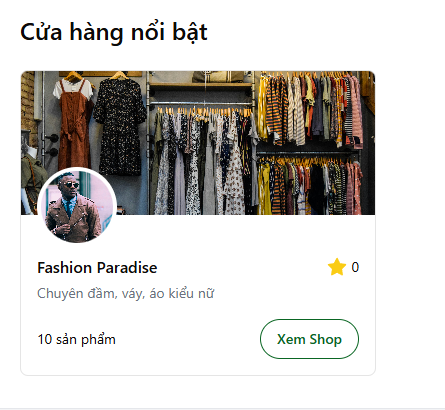 Cửa hàng nổi bật
Fashion Paradise
0
Chuyên đầm, váy, áo kiểu nữ
10 sản phẩm
Xem Shop